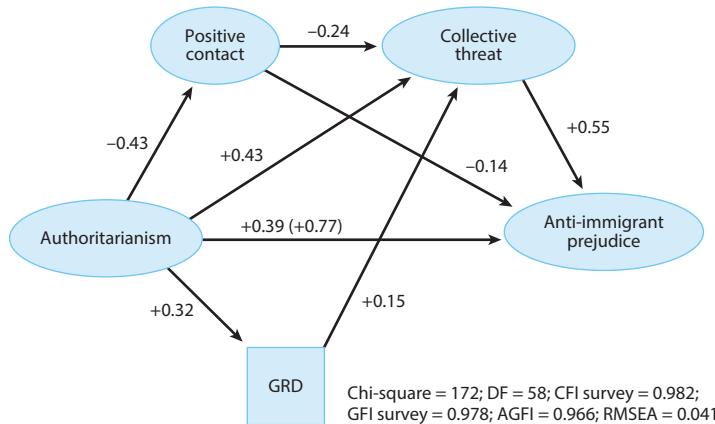 Positive
contact
−0.24
Collective
threat
−0.43
+0.43
+0.55
−0.14
Authoritarianism
+0.39 (+0.77)
Anti-immigrant
prejudice
+0.32
+0.15
GRD
Chi-square = 172; DF = 58; CFI survey = 0.982;
GFI survey = 0.978; AGFI = 0.966; RMSEA = 0.041